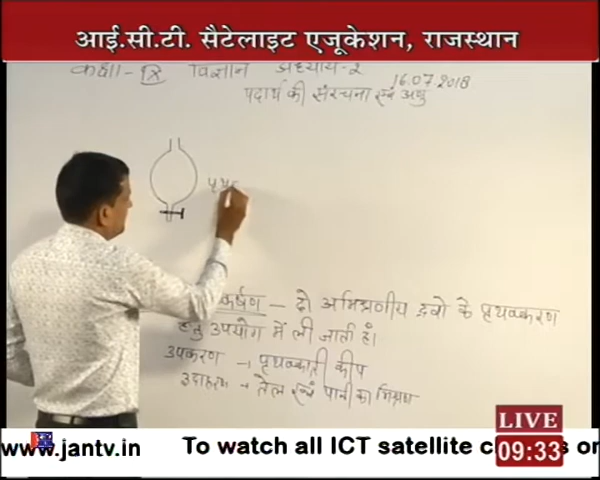 आई.सी.टी. सैटेलाइट एजूकेशन, राजस्थान
कक्षा - IX विज्ञान अध्याय-2
16.07.2018
पदार्थ की संरचना एवं अणु
पृथ
कर्षण - दो अमिश्रणीय द्रवों के पृथक्करण
हेतु उपयोग में ली जाती है।
उपकरण → पृथक्कारी कीप
उदाहरण → तेल एवं पानी का मिश्रण
LIVE
09:33
www.jantv.in To watch all ICT satellite or